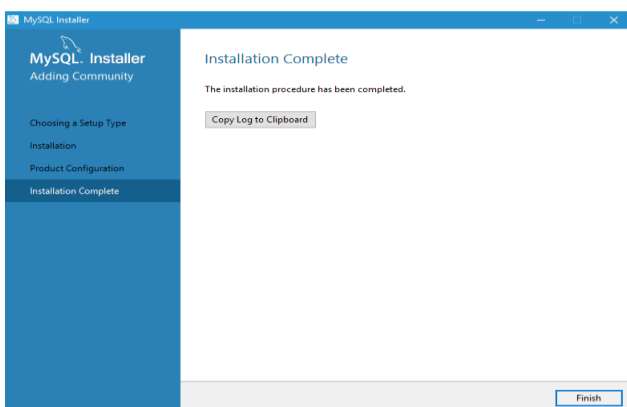 MySQL Installer
MySQL. Installer
Adding Community
Choosing a Setup Type
Installation
Product Configuration
Installation Complete
Installation Complete
The installation procedure has been completed.
Copy Log to Clipboard
Finish